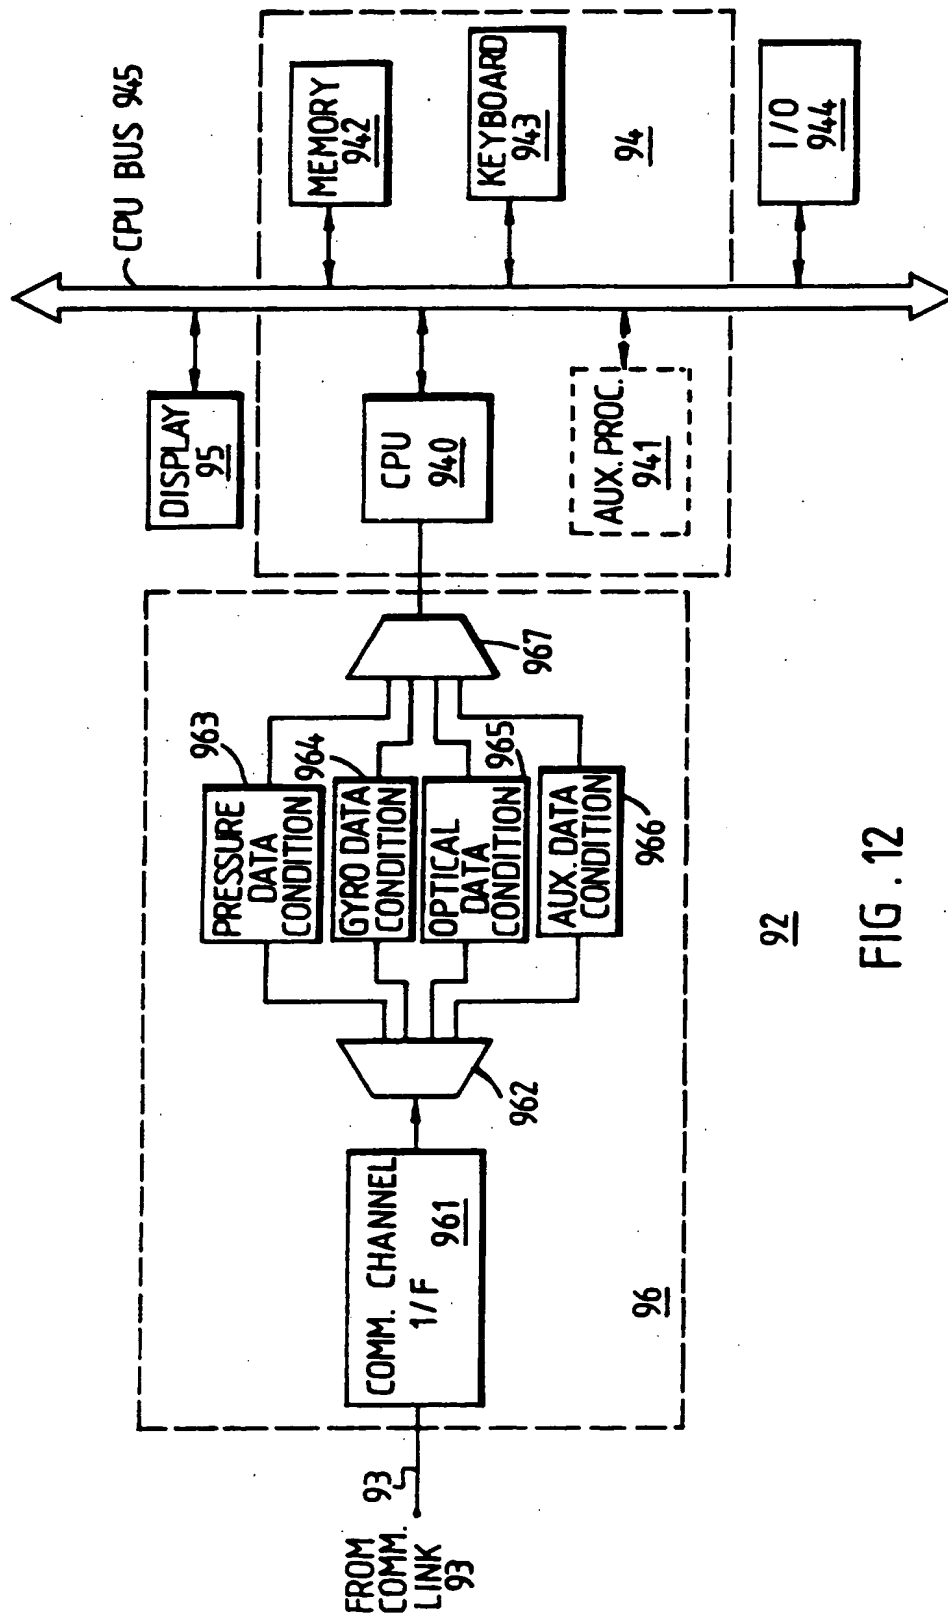 FROM
COMM.
LINK
93
93
COMM. CHANNEL
1/F
961
962
PRESSURE
DATA
CONDITION
963
GYRO DATA
CONDITION
964
OPTICAL
DATA
CONDITION
965
AUX. DATA
CONDITION
966
967
96
DISPLAY
95
CPU BUS 945
CPU
940
AUX. PROC.
941
MEMORY
942
KEYBOARD
943
94
I/O
944
92
FIG. 12